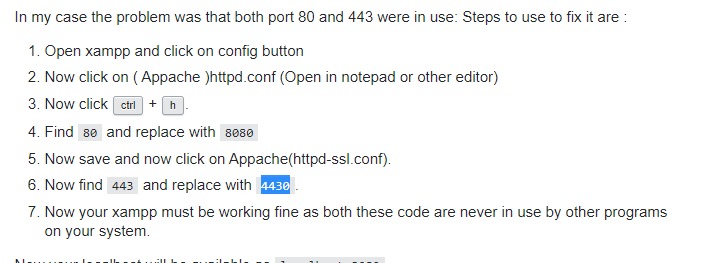 In my case the problem was that both port 80 and 443 were in use: Steps to use to fix it are :
1. Open xampp and click on config button
2. Now click on ( Appache )httpd.conf (Open in notepad or other editor)
3. Now click ctrl + h .
4. Find 80 and replace with 8080
5. Now save and now click on Appache(httpd-ssl.conf).
6. Now find 443 and replace with 4430 .
7. Now your xampp must be working fine as both these code are never in use by other programs
on your system.